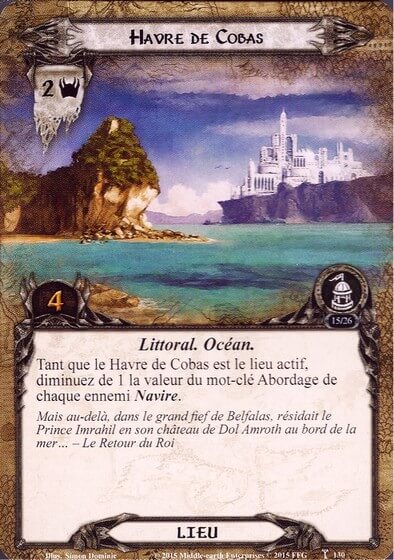 Havre de Cobas
2
4
15/26
Littoral. Océan.
Tant que le Havre de Cobas est le lieu actif,
diminuez de 1 la valeur du mot-clé Abordage de
chaque ennemi Navire.
Mais au-delà, dans le grand fief de Belfalas, résidait le
Prince Imrahil en son château de Dol Amroth au bord de la
mer… – Le Retour du Roi
LIEU
Illus. Simon Dominic © 2015 Middle-earth Enterprises © 2015 FFG 130